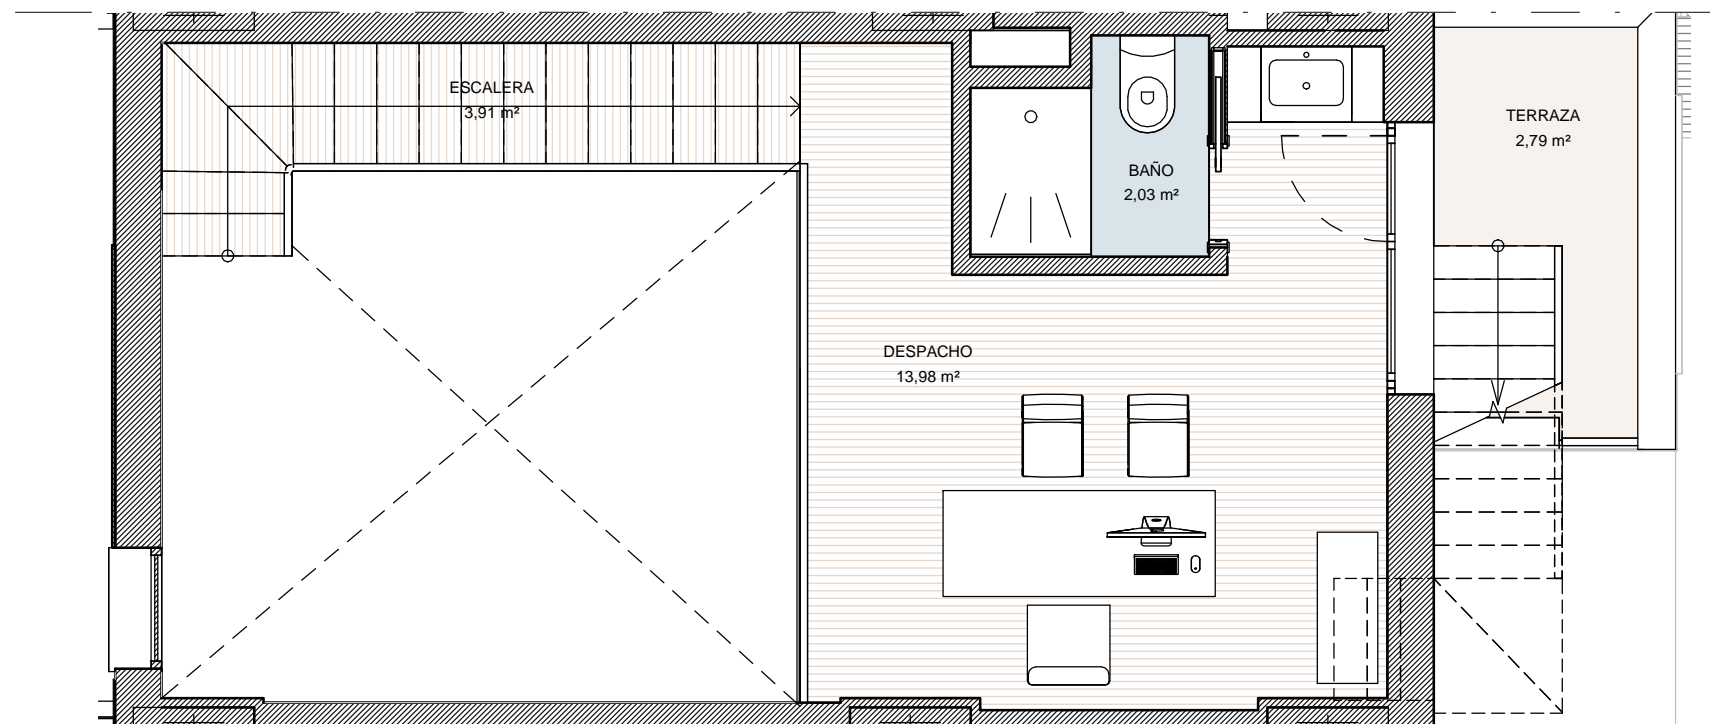 ESCALERA
3,91 m²
TERRAZA
2,79 m²
BAÑO
2,03 m²
DESPACHO
13,98 m²